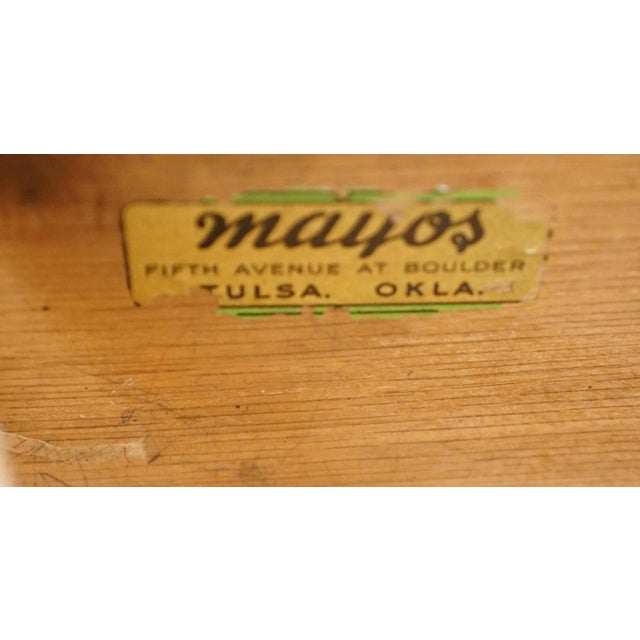 mayos
FIFTH AVENUE AT BOULDER
TULSA. OKLA.